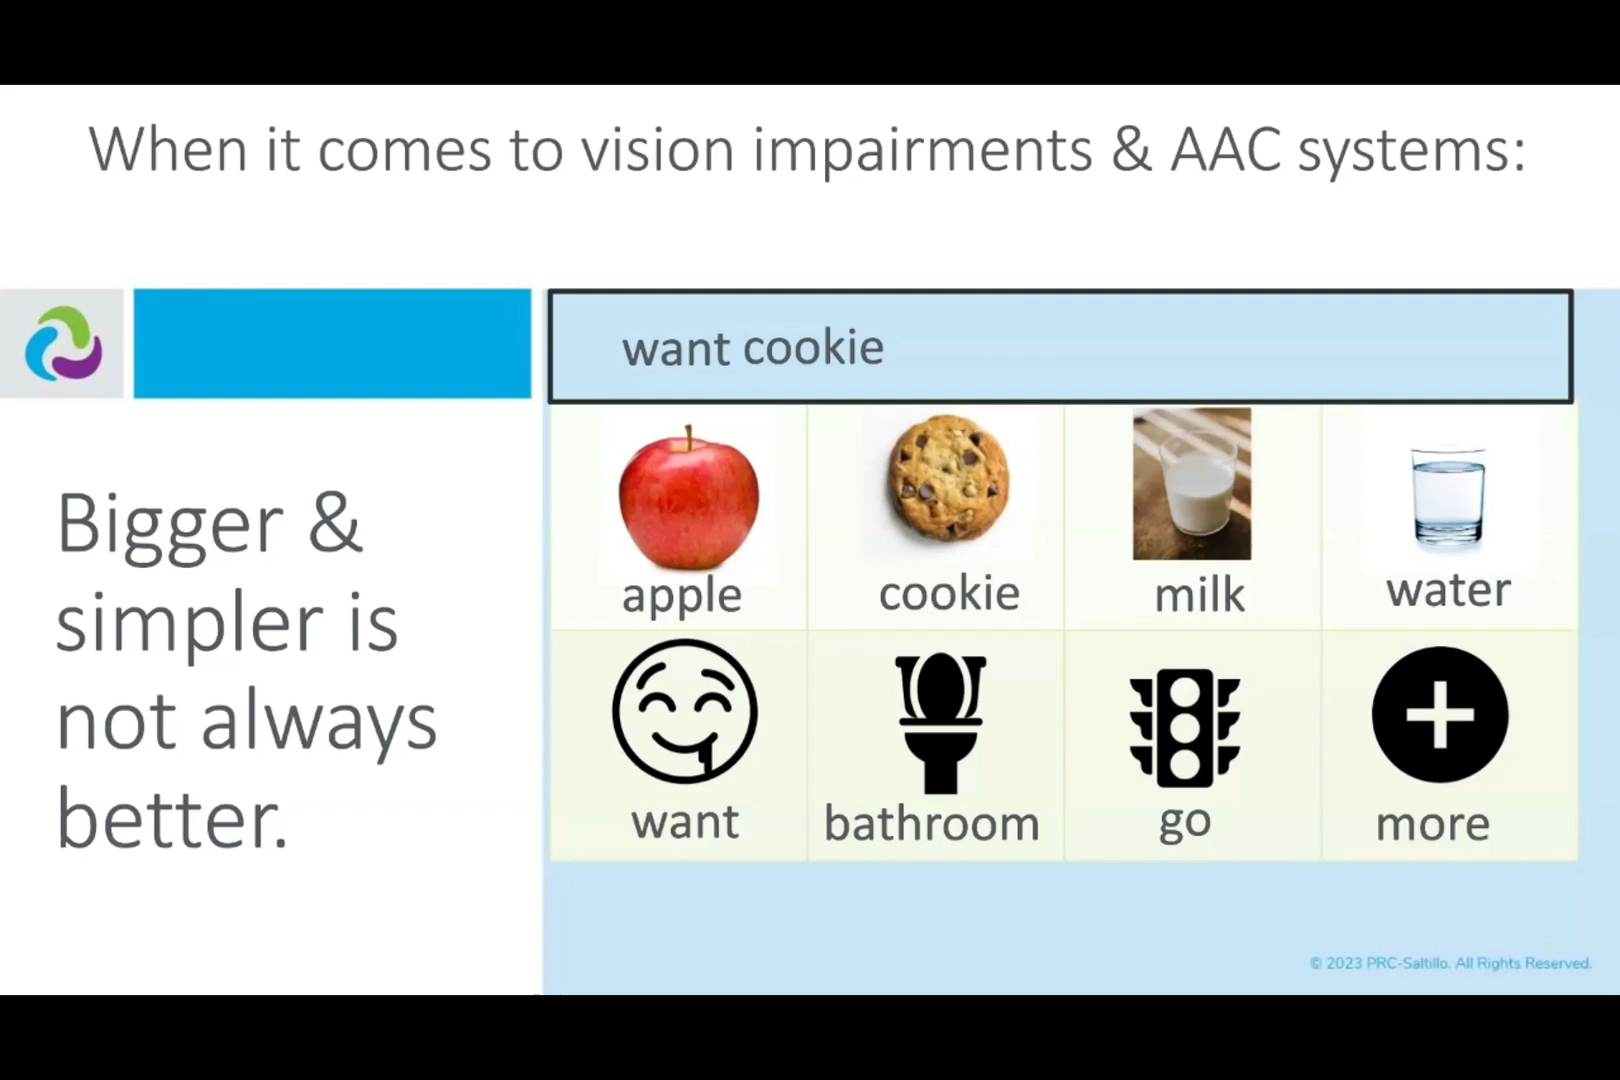 When it comes to vision impairments & AAC systems:
want cookie
Bigger &
simpler is
not always
better.
apple
cookie
milk
water
want
bathroom
go
more
© 2023 PRC-Saltillo. All Rights Reserved.